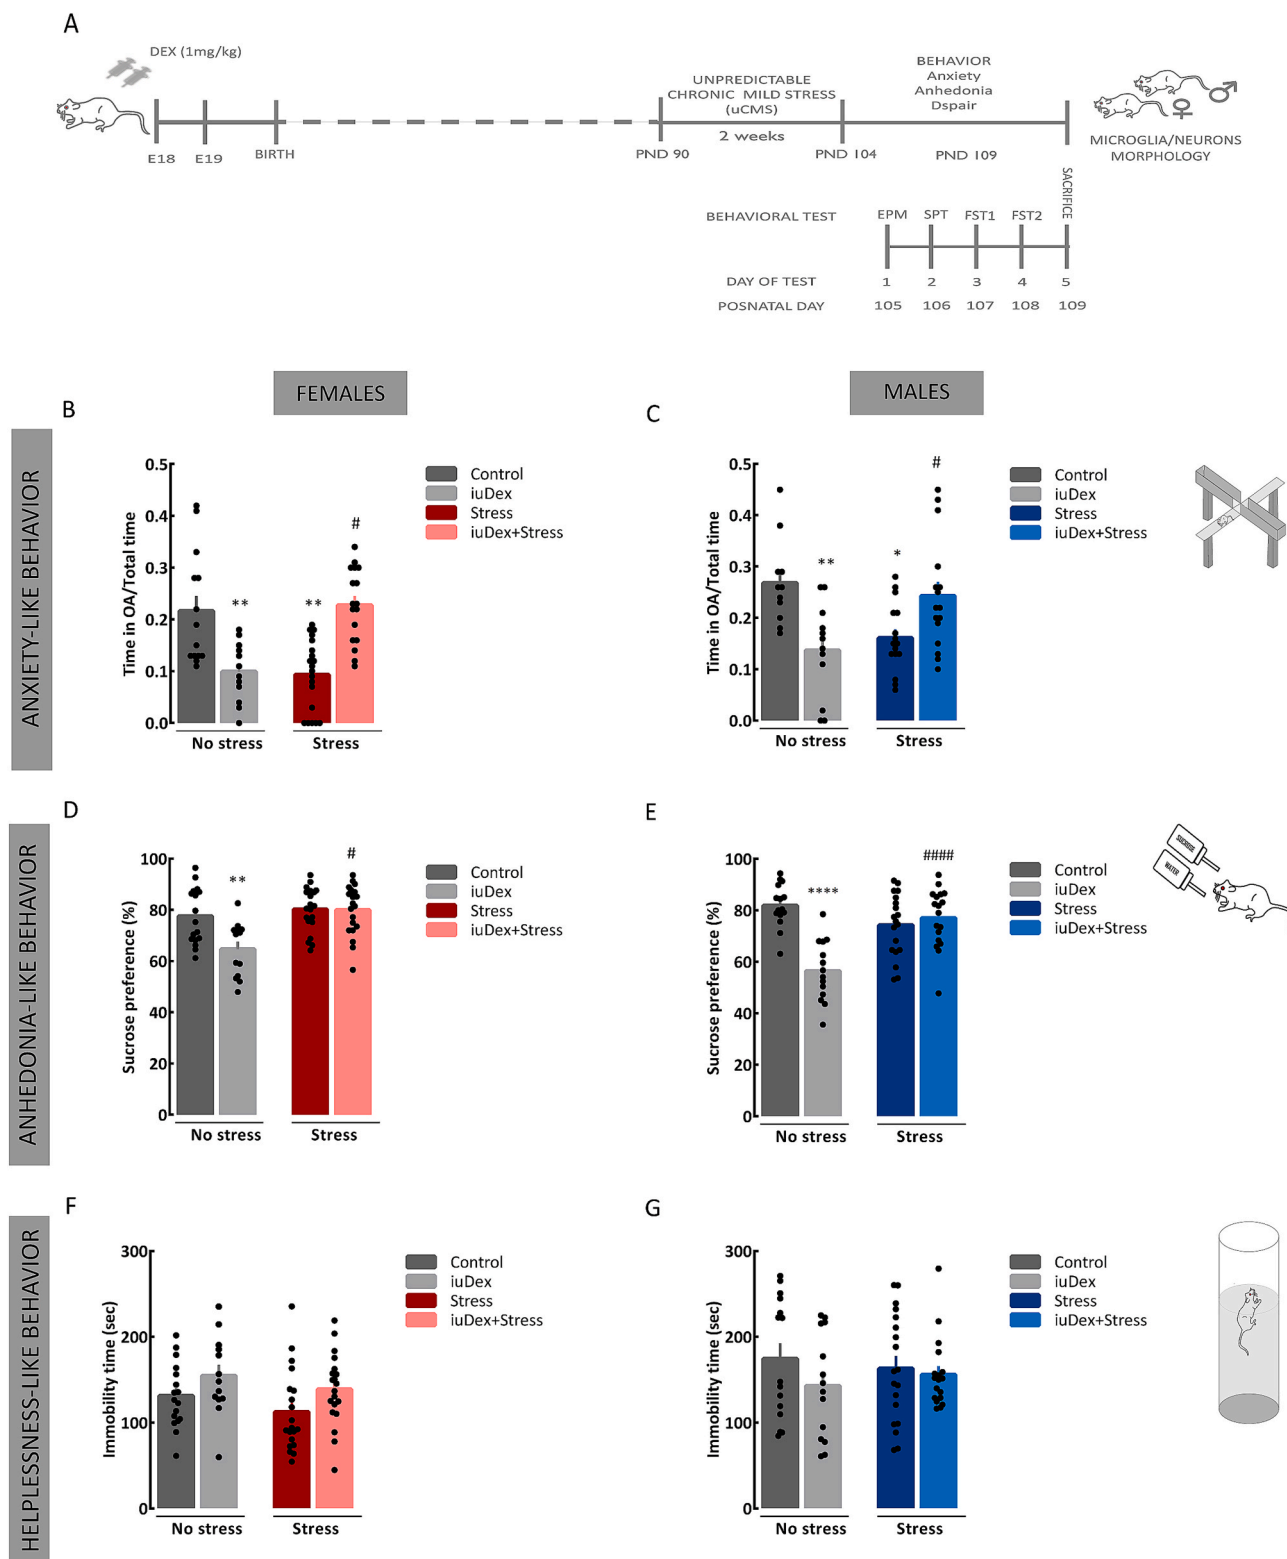 A
DEX (1mg/kg)
E18
E19
BIRTH
PND 90
UNPREDICTABLE
CHRONIC MILD STRESS
(uCMS)
2 weeks
PND 104
BEHAVIOR
Anxiety
Anhedonia
Dspair
PND 109
MICROGLIA/NEURONS
MORPHOLOGY
SACRIFICE
BEHAVIORAL TEST EPM SPT FST1 FST2
DAY OF TEST 1 2 3 4 5
POSNATAL DAY 105 106 107 108 109
FEMALES
MALES
ANXIETY-LIKE BEHAVIOR
B
Time in OA/Total time
0.5
0.4
0.3
0.2
0.1
0.0
**
**
#
No stress
Stress
Control
iuDex
Stress
iuDex+Stress
C
Time in OA/Total time
0.5
0.4
0.3
0.2
0.1
0.0
**
*
#
No stress
Stress
Control
iuDex
Stress
iuDex+Stress
ANHEDONIA-LIKE BEHAVIOR
D
Sucrose preference (%)
100
80
60
40
20
0
**
#
No stress
Stress
Control
iuDex
Stress
iuDex+Stress
E
Sucrose preference (%)
100
80
60
40
20
0
****
####
No stress
Stress
Control
iuDex
Stress
iuDex+Stress
SUCROSE
WATER
HELPLESSNESS-LIKE BEHAVIOR
F
Immobility time (sec)
300
200
100
0
No stress
Stress
Control
iuDex
Stress
iuDex+Stress
G
Immobility time (sec)
300
200
100
0
No stress
Stress
Control
iuDex
Stress
iuDex+Stress